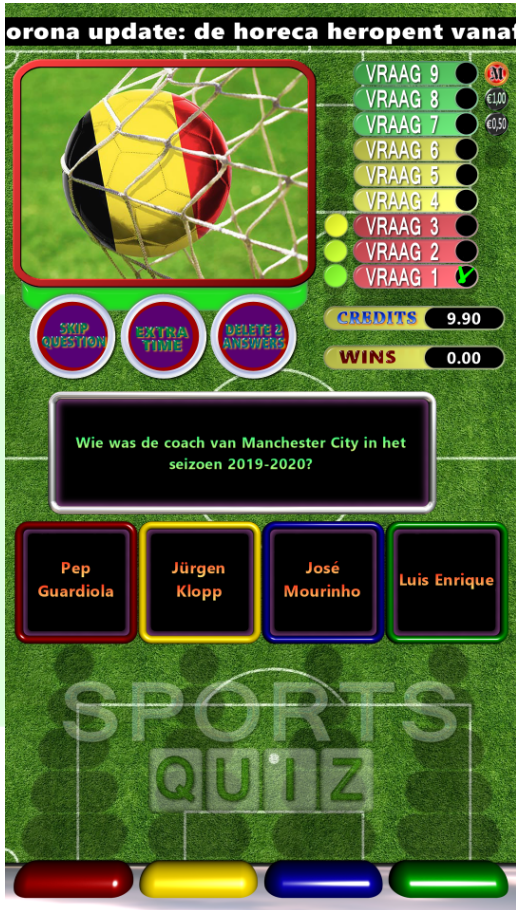 orona update: de horeca heropent vanaf
VRAAG 9
VRAAG 8 €1,00
VRAAG 7 €0,50
VRAAG 6
VRAAG 5
VRAAG 4
VRAAG 3
VRAAG 2
VRAAG 1
SKIP
QUESTION
EXTRA
TIME
DELETE 2
ANSWERS
CREDITS 9.90
WINS 0.00
Wie was de coach van Manchester City in het
seizoen 2019-2020?
Pep
Guardiola
Jürgen
Klopp
José
Mourinho
Luis Enrique
SPORTS
QUIZ